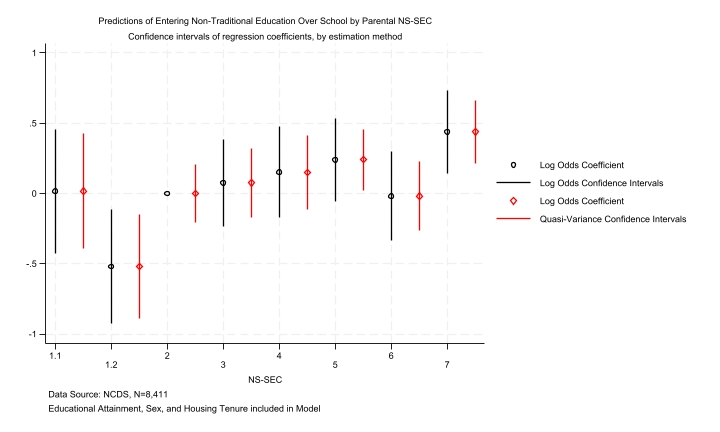 Predictions of Entering Non-Traditional Education Over School by Parental NS-SEC
Confidence intervals of regression coefficients, by estimation method
1
.5
0
-.5
-1
1.1
1.2
2
3
4
5
6
7
NS-SEC
Log Odds Coefficient
Log Odds Confidence Intervals
Log Odds Coefficient
Quasi-Variance Confidence Intervals
Data Source: NCDS, N=8,411
Educational Attainment, Sex, and Housing Tenure included in Model